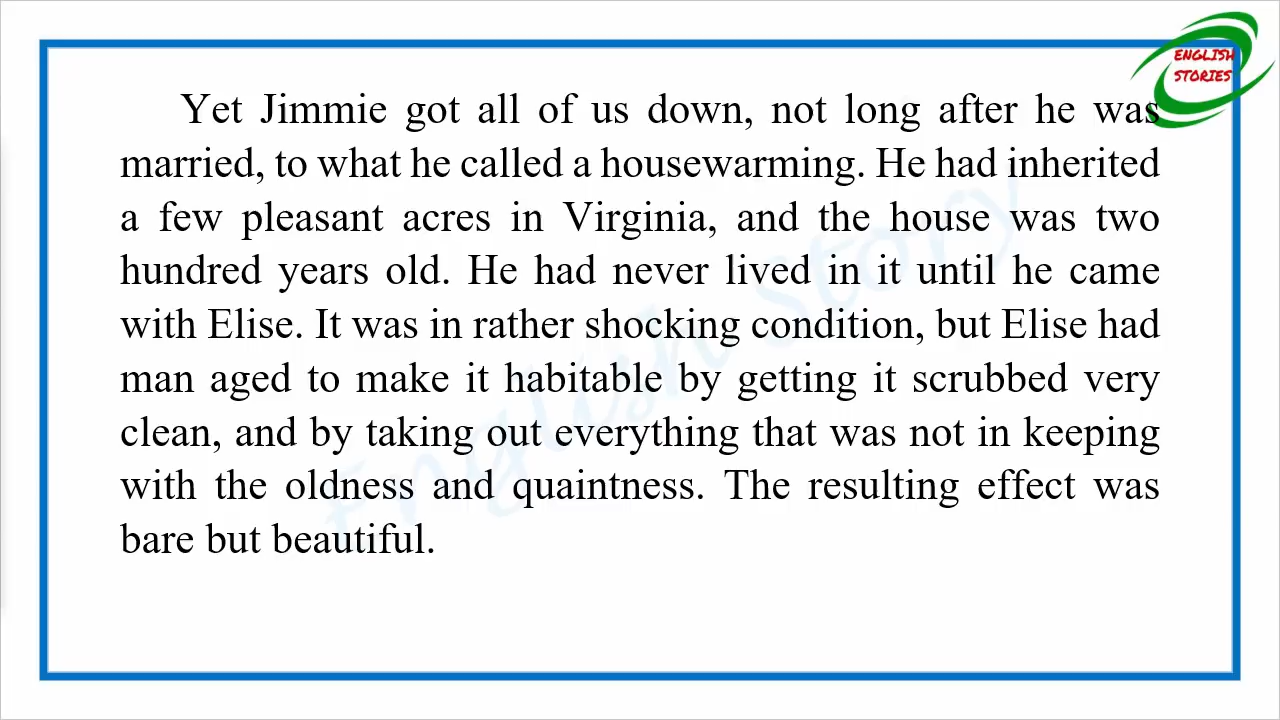 ENGLISH
STORIES
Yet Jimmie got all of us down, not long after he was
married, to what he called a housewarming. He had inherited
a few pleasant acres in Virginia, and the house was two
hundred years old. He had never lived in it until he came
with Elise. It was in rather shocking condition, but Elise had
man aged to make it habitable by getting it scrubbed very
clean, and by taking out everything that was not in keeping
with the oldness and quaintness. The resulting effect was
bare but beautiful.
English Story